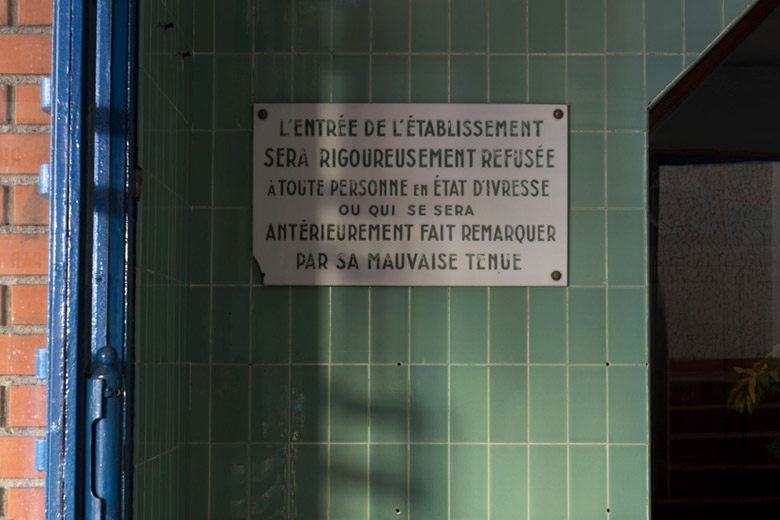 L'ENTRÉE DE L'ÉTABLISSEMENT
SERA RIGOUREUSEMENT REFUSÉE
À TOUTE PERSONNE EN ÉTAT D'IVRESSE
OU QUI SE SERA
ANTÉRIEUREMENT FAIT REMARQUER
PAR SA MAUVAISE TENUE